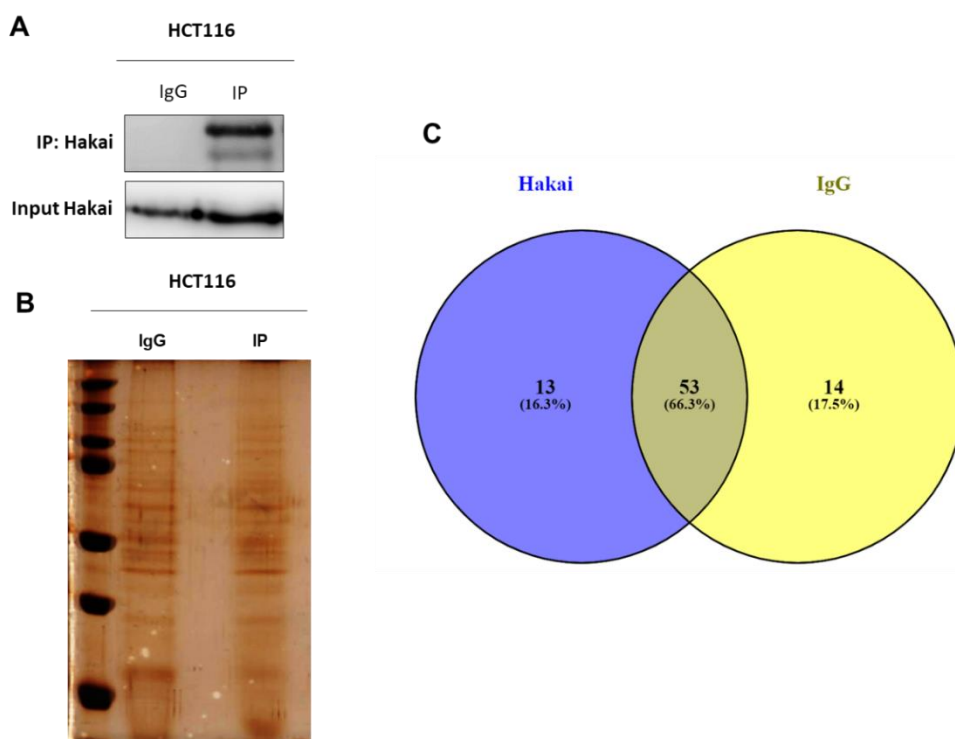 A
HCT116
IgG IP
IP: Hakai
Input Hakai
B
HCT116
IgG IP
C
Hakai IgG
13 53 14
(16.3%) (66.3%) (17.5%)